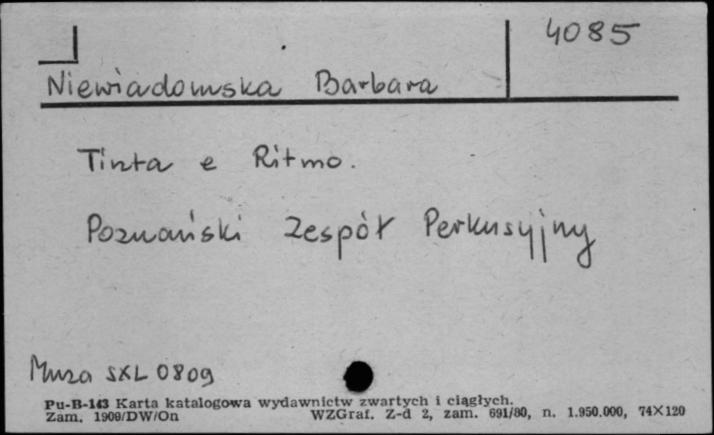 4085
Niewiadomska Barbara
Tinta e Ritmo.
Poznański Zespół Perkusyjny
Muza SXL 0809
Pu-B-143 Karta katalogowa wydawnictw zwartych i ciągłych.
Zam. 1909/DW/On WZGraf. Z-d 2, zam. 691/80, n. 1.950.000, 74×120